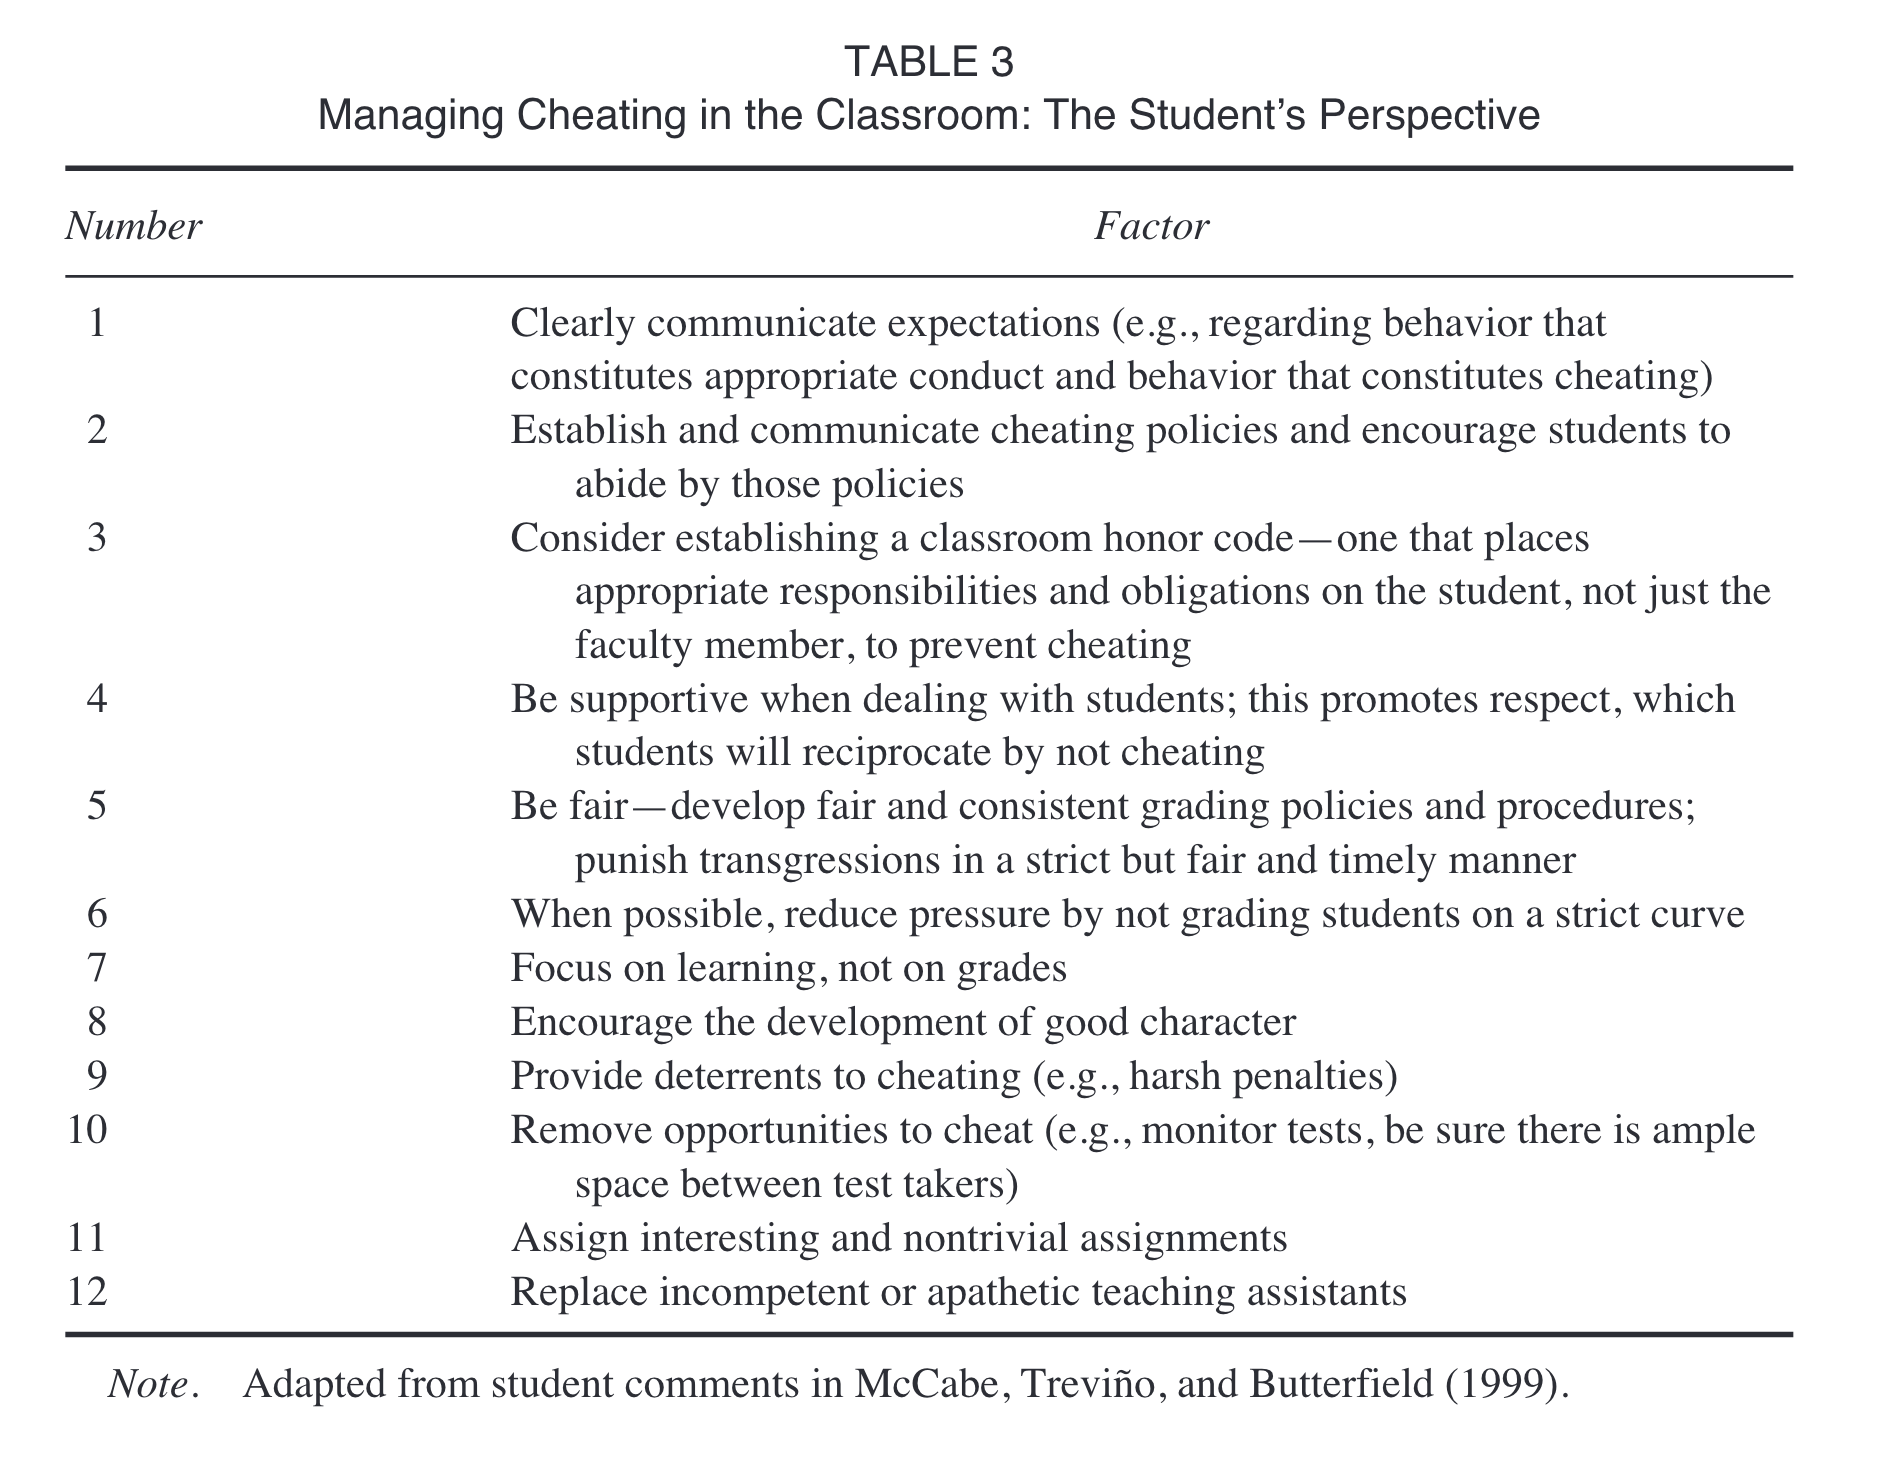 TABLE 3
Managing Cheating in the Classroom: The Student’s Perspective
Number Factor
1 Clearly communicate expectations (e.g., regarding behavior that
constitutes appropriate conduct and behavior that constitutes cheating)
2 Establish and communicate cheating policies and encourage students to
abide by those policies
3 Consider establishing a classroom honor code—one that places
appropriate responsibilities and obligations on the student, not just the
faculty member, to prevent cheating
4 Be supportive when dealing with students; this promotes respect, which
students will reciprocate by not cheating
5 Be fair—develop fair and consistent grading policies and procedures;
punish transgressions in a strict but fair and timely manner
6 When possible, reduce pressure by not grading students on a strict curve
7 Focus on learning, not on grades
8 Encourage the development of good character
9 Provide deterrents to cheating (e.g., harsh penalties)
10 Remove opportunities to cheat (e.g., monitor tests, be sure there is ample
space between test takers)
11 Assign interesting and nontrivial assignments
12 Replace incompetent or apathetic teaching assistants
Note. Adapted from student comments in McCabe, Treviño, and Butterfield (1999).